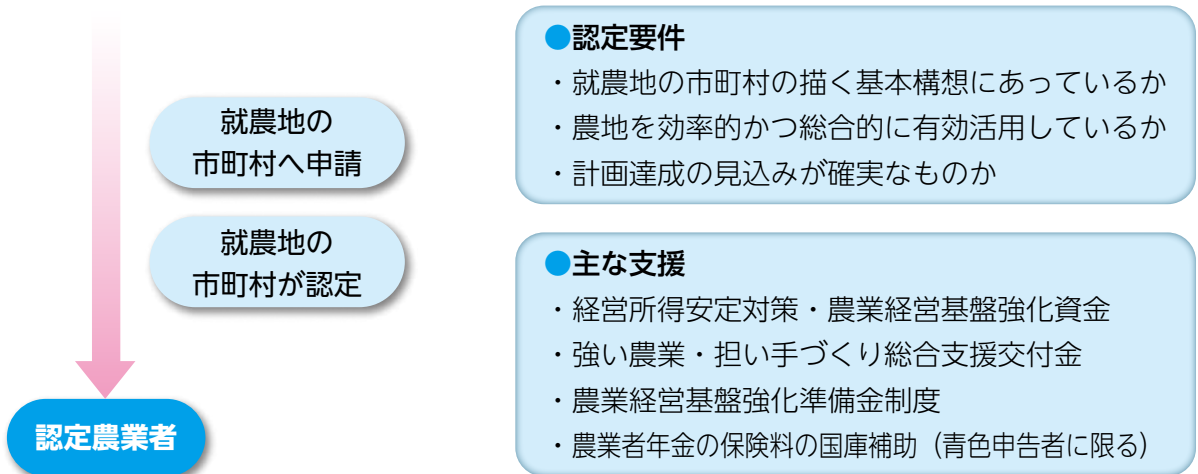 就農地の
市町村へ申請
就農地の
市町村が認定
認定農業者
●認定要件
・就農地の市町村の描く基本構想にあっているか
・農地を効率的かつ総合的に有効活用しているか
・計画達成の見込みが確実なものか
●主な支援
・経営所得安定対策・農業経営基盤強化資金
・強い農業・担い手づくり総合支援交付金
・農業経営基盤強化準備金制度
・農業者年金の保険料の国庫補助（青色申告者に限る）